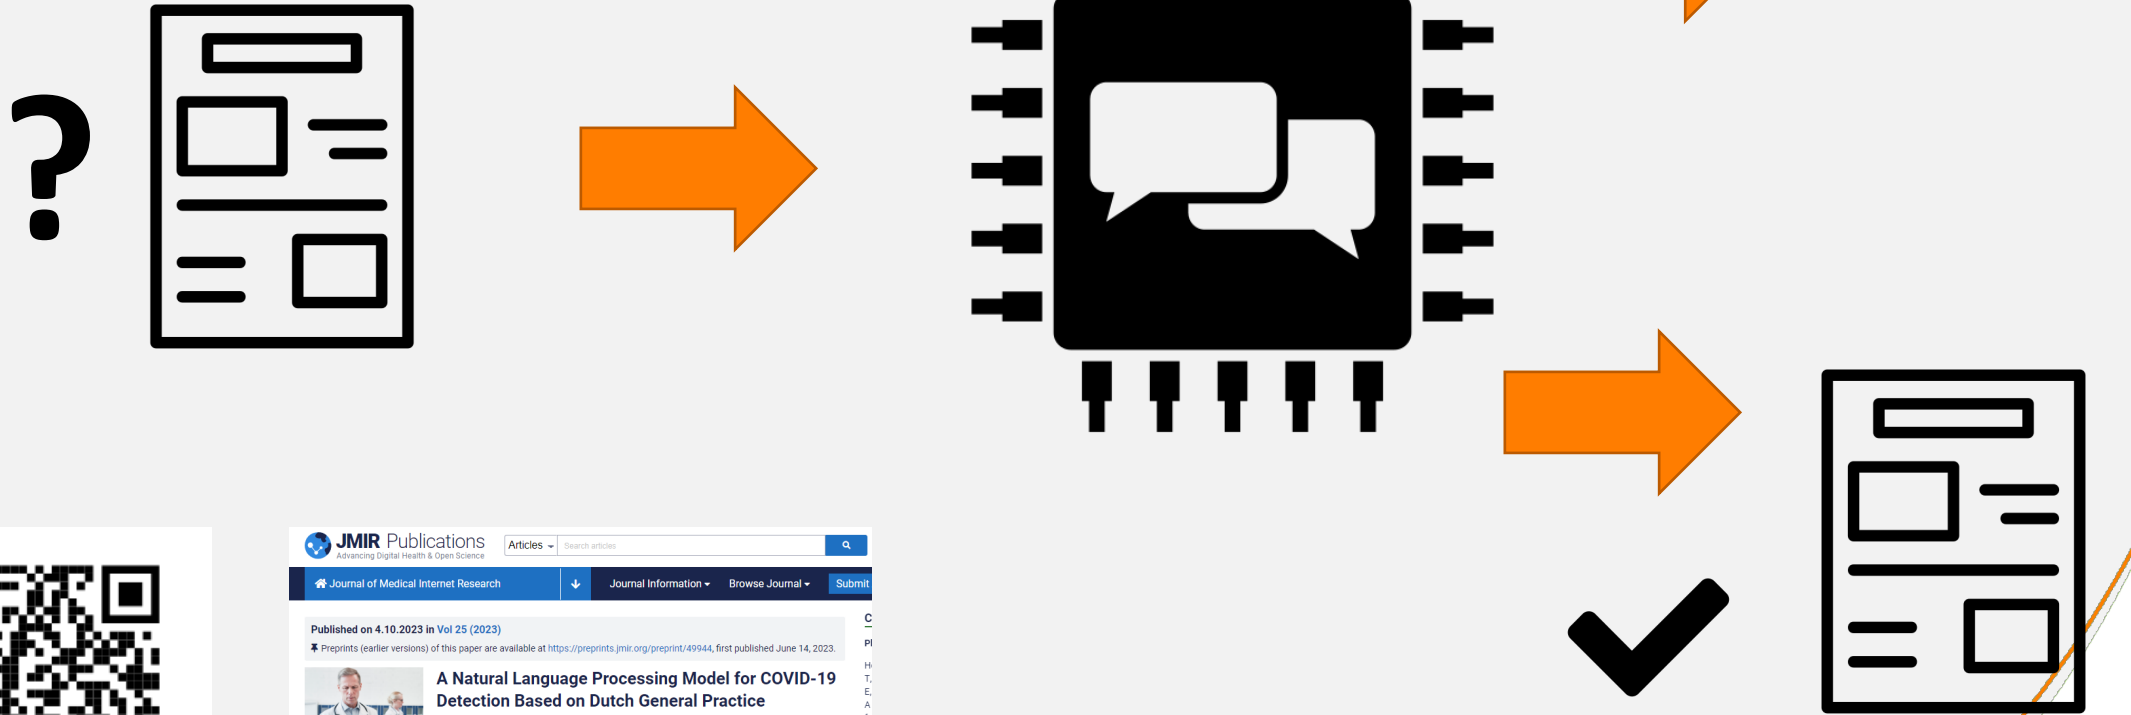 ?
JMIR Publications
Advancing Digital Health & Open Science
Articles
Search articles
Journal of Medical Internet Research
Journal Information
Browse Journal
Submit
Published on 4.10.2023 in Vol 25 (2023)
Preprints (earlier versions) of this paper are available at https://preprints.jmir.org/preprint/49944, first published June 14, 2023.
A Natural Language Processing Model for COVID-19
Detection Based on Dutch General Practice